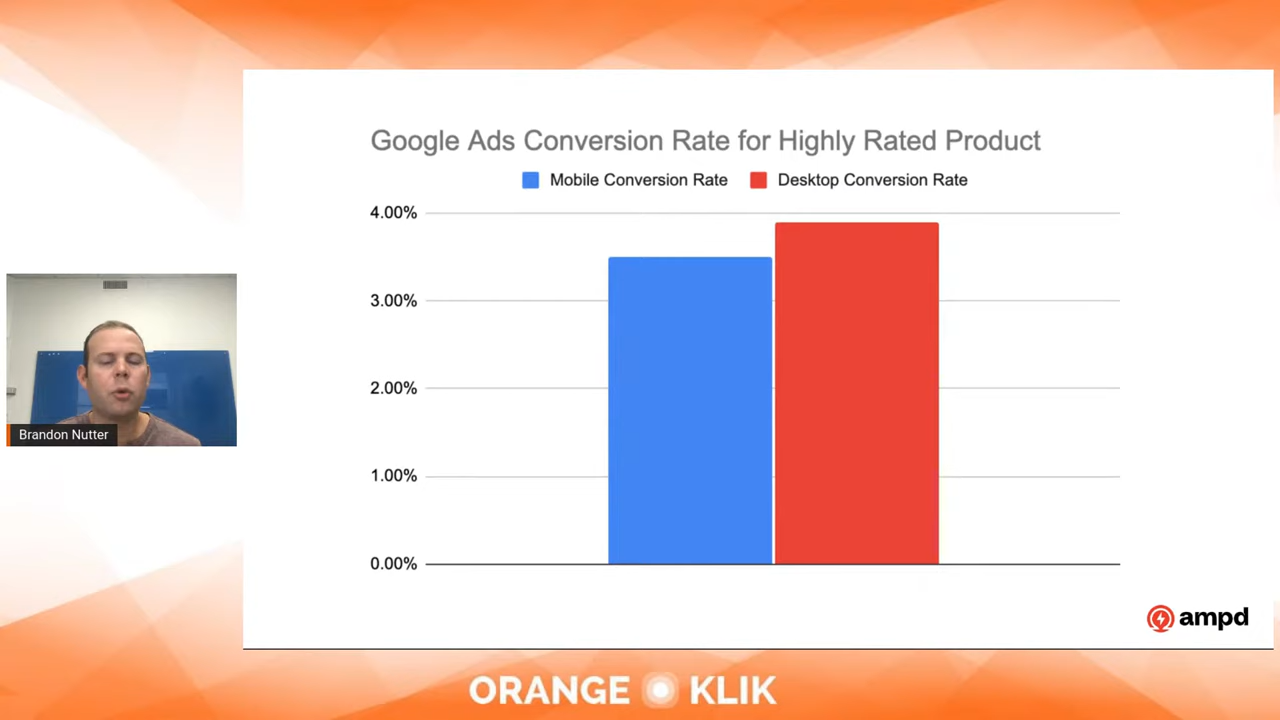 Google Ads Conversion Rate for Highly Rated Product
Mobile Conversion Rate Desktop Conversion Rate
4.00%
3.00%
2.00%
1.00%
0.00%
Brandon Nutter
ampd
ORANGE KLIK